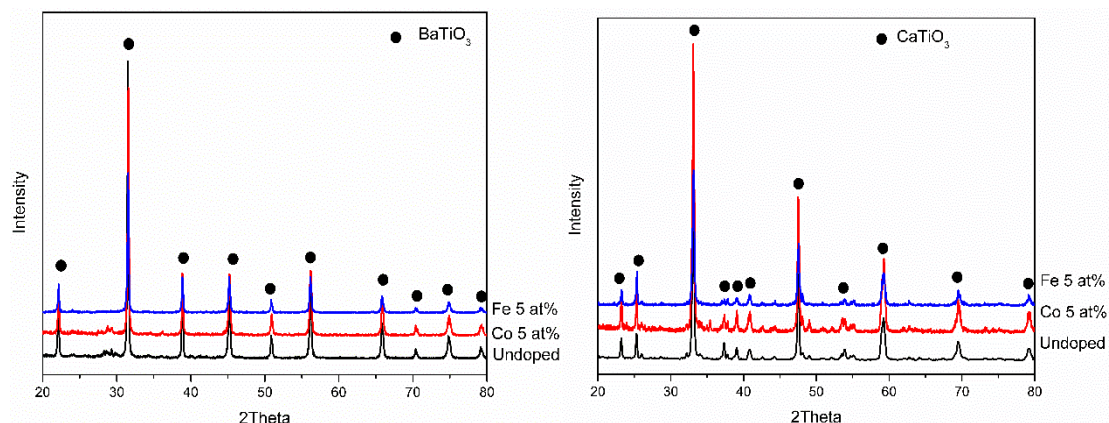 BaTiO3
Intensity
Fe 5 at%
Co 5 at%
Undoped
20 30 40 50 60 70 80
2Theta
CaTiO3
Intensity
Fe 5 at%
Co 5 at%
Undoped
20 30 40 50 60 70 80
2Theta